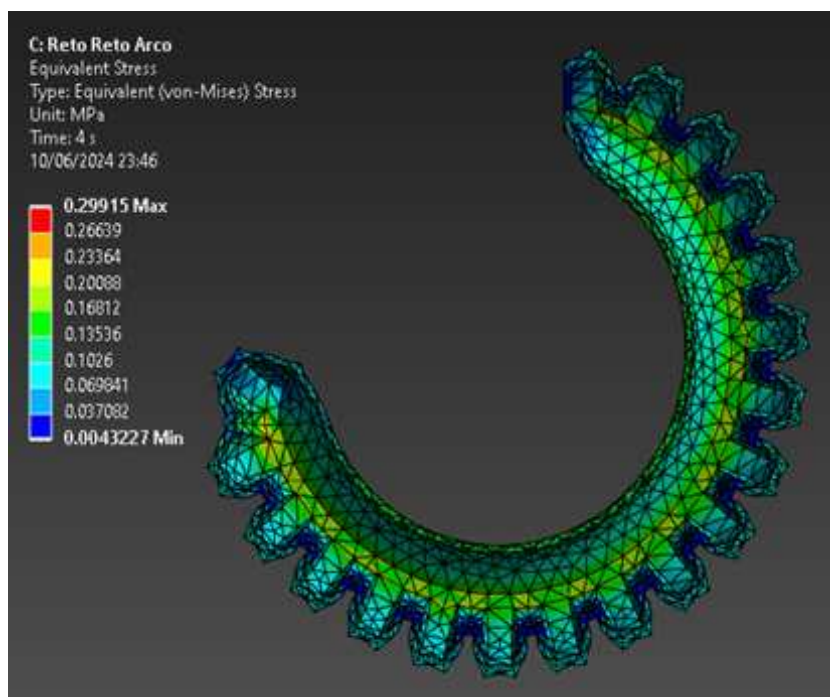 C: Reto Reto Arco
Equivalent Stress
Type: Equivalent (von-Mises) Stress
Unit: MPa
Time: 4 s
10/06/2024 23:46
0.29915 Max
0.26639
0.23364
0.20088
0.16812
0.13536
0.1026
0.069841
0.037082
0.0043227 Min